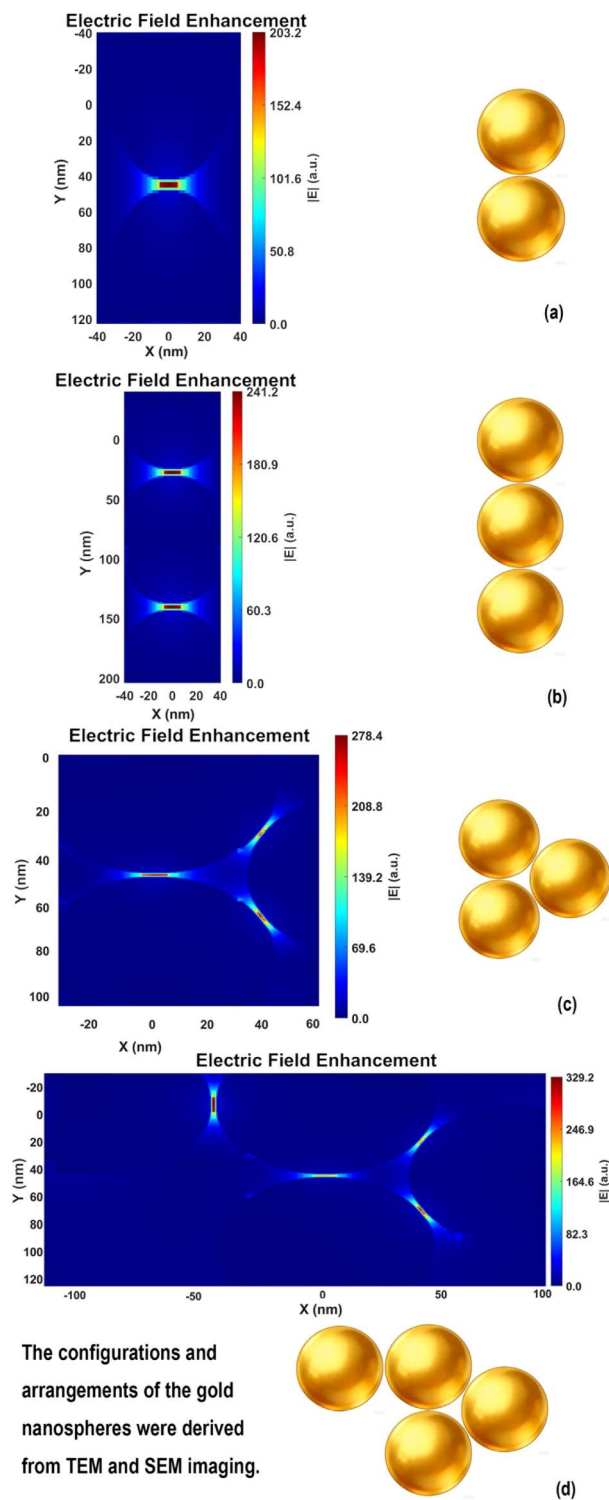 Electric Field Enhancement
203.2
152.4
101.6
50.8
0.0
|E| (a.u.)
-40
0
20
40
60
80
100
120
Y (nm)
-40 -20 0 20 40
X (nm)
(a)
Electric Field Enhancement
241.2
180.9
120.6
60.3
0.0
|E| (a.u.)
0
50
100
150
200
Y (nm)
-40 -20 0 20 40
X (nm)
(b)
Electric Field Enhancement
278.4
208.8
139.2
69.6
0.0
|E| (a.u.)
0
20
40
60
80
100
Y (nm)
-20 0 20 40 60
X (nm)
(c)
Electric Field Enhancement
329.2
246.9
164.6
82.3
0.0
|E| (a.u.)
-20
0
20
40
60
80
100
120
Y (nm)
-100 -50 0 50 100
X (nm)
The configurations and
arrangements of the gold
nanospheres were derived
from TEM and SEM imaging.
(d)